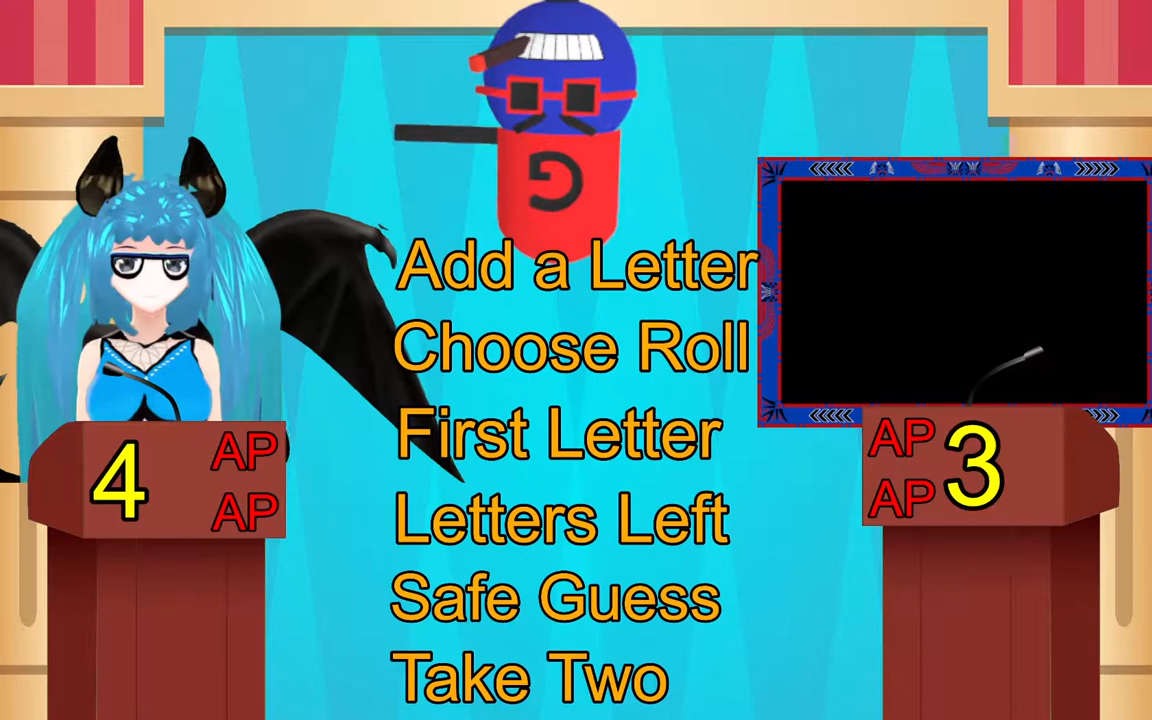 G
Add a Letter
Choose Roll
First Letter
Letters Left
Safe Guess
Take Two
4
AP
AP
AP
AP
3